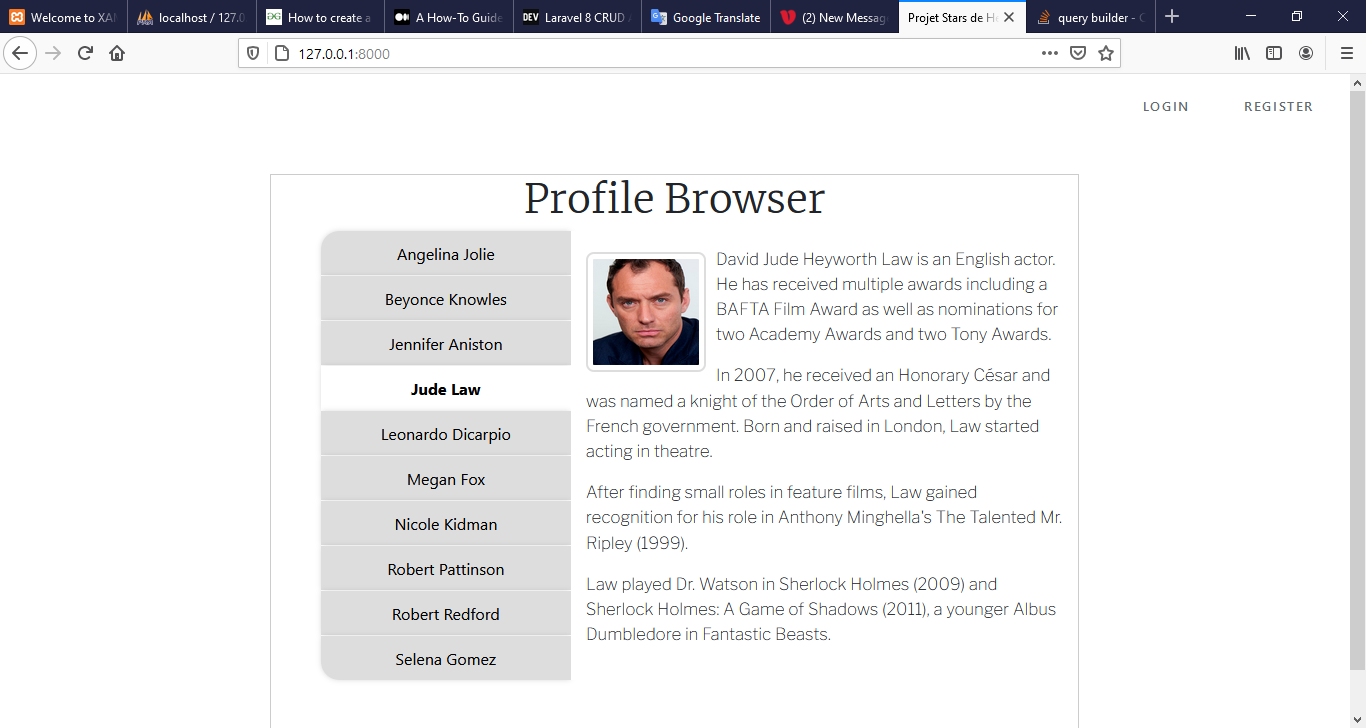 Welcome to XAM
localhost / 127.0
How to create a
A How-To Guide
DEV Laravel 8 CRUD A
Google Translate
(2) New Messag
Projet Stars de Ho
query builder - C
127.0.0.1:8000
LOGIN
REGISTER
Profile Browser
Angelina Jolie
Beyonce Knowles
Jennifer Aniston
Jude Law
Leonardo Dicarpio
Megan Fox
Nicole Kidman
Robert Pattinson
Robert Redford
Selena Gomez
David Jude Heyworth Law is an English actor.
He has received multiple awards including a
BAFTA Film Award as well as nominations for
two Academy Awards and two Tony Awards.
In 2007, he received an Honorary César and
was named a knight of the Order of Arts and Letters by the
French government. Born and raised in London, Law started
acting in theatre.
After finding small roles in feature films, Law gained
recognition for his role in Anthony Minghella's The Talented Mr.
Ripley (1999).
Law played Dr. Watson in Sherlock Holmes (2009) and
Sherlock Holmes: A Game of Shadows (2011), a younger Albus
Dumbledore in Fantastic Beasts.